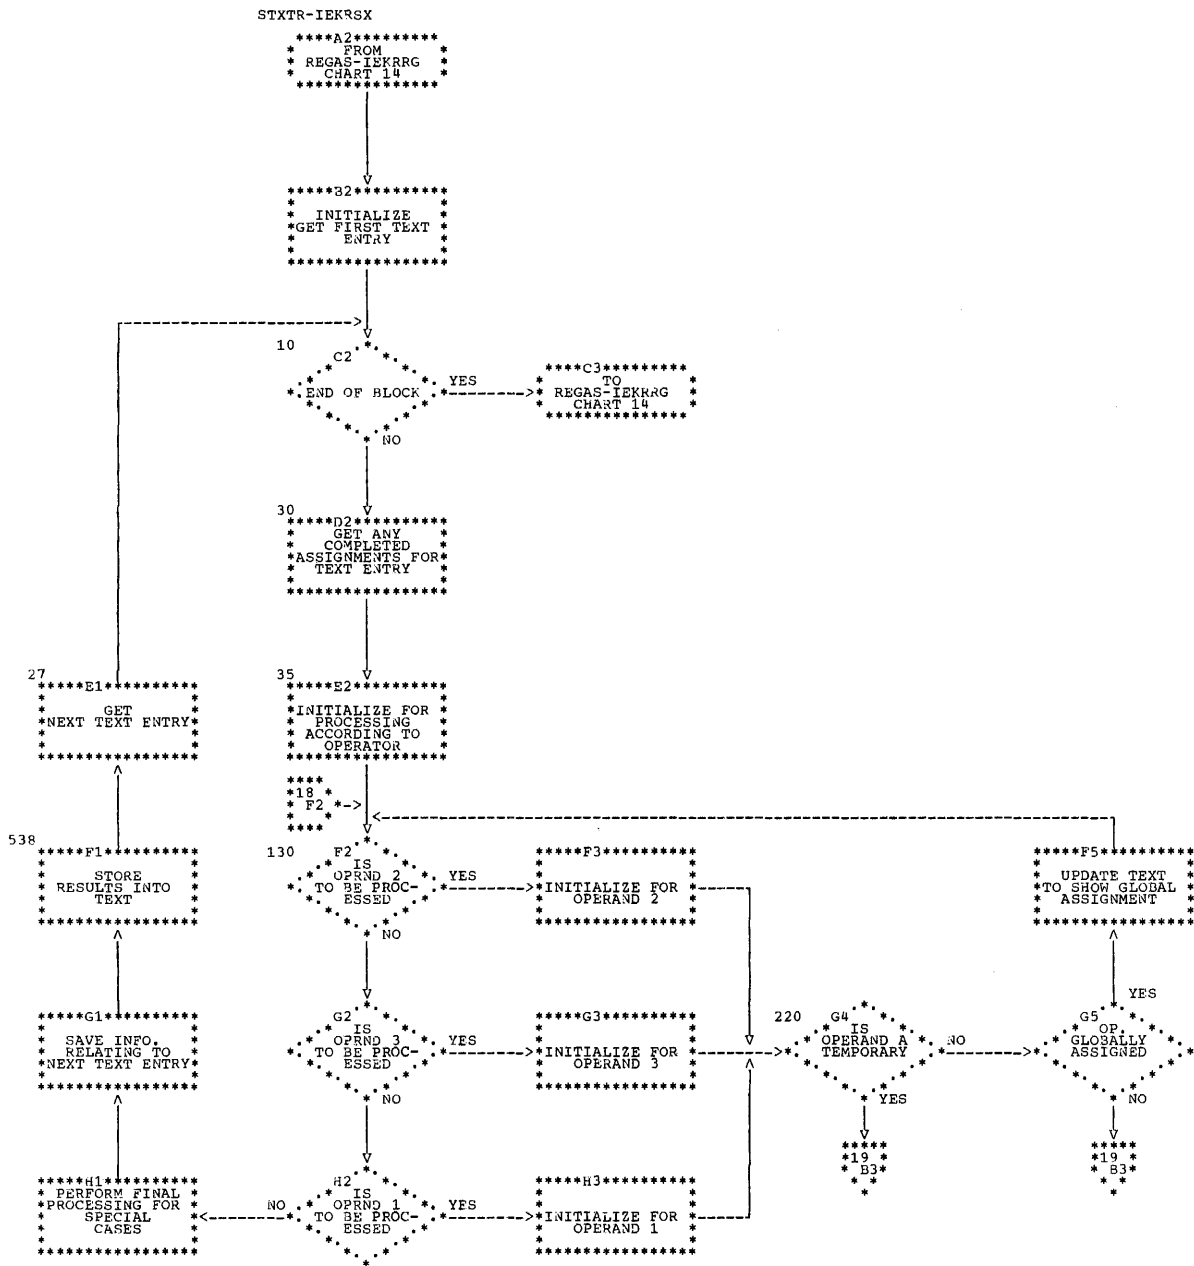 STXTR-IEKRSX
A2
FROM
REGAS-IEKRRG
CHART 14
B2
INITIALIZE
GET FIRST TEXT
ENTRY
10
C2
END OF BLOCK
YES
NO
C3
TO
REGAS-IEKRRG
CHART 14
30
D2
GET ANY
COMPLETED
ASSIGNMENTS FOR
TEXT ENTRY
27
E1
GET
NEXT TEXT ENTRY
35
E2
INITIALIZE FOR
PROCESSING
ACCORDING TO
OPERATOR
18
F2
538
F1
STORE
RESULTS INTO
TEXT
130
F2
IS
OPRND 2
TO BE PROC-
ESSED
YES
NO
F3
INITIALIZE FOR
OPERAND 2
F5
UPDATE TEXT
TO SHOW GLOBAL
ASSIGNMENT
G1
SAVE INFO.
RELATING TO
NEXT TEXT ENTRY
G2
IS
OPRND 3
TO BE PROC-
ESSED
YES
NO
G3
INITIALIZE FOR
OPERAND 3
220
G4
IS
OPERAND A
TEMPORARY
NO
YES
G5
OP.
GLOBALLY
ASSIGNED
YES
NO
19
B3
19
B3
H1
PERFORM FINAL
PROCESSING FOR
SPECIAL
CASES
NO
H2
IS
OPRND 1
TO BE PROC-
ESSED
YES
H3
INITIALIZE FOR
OPERAND 1